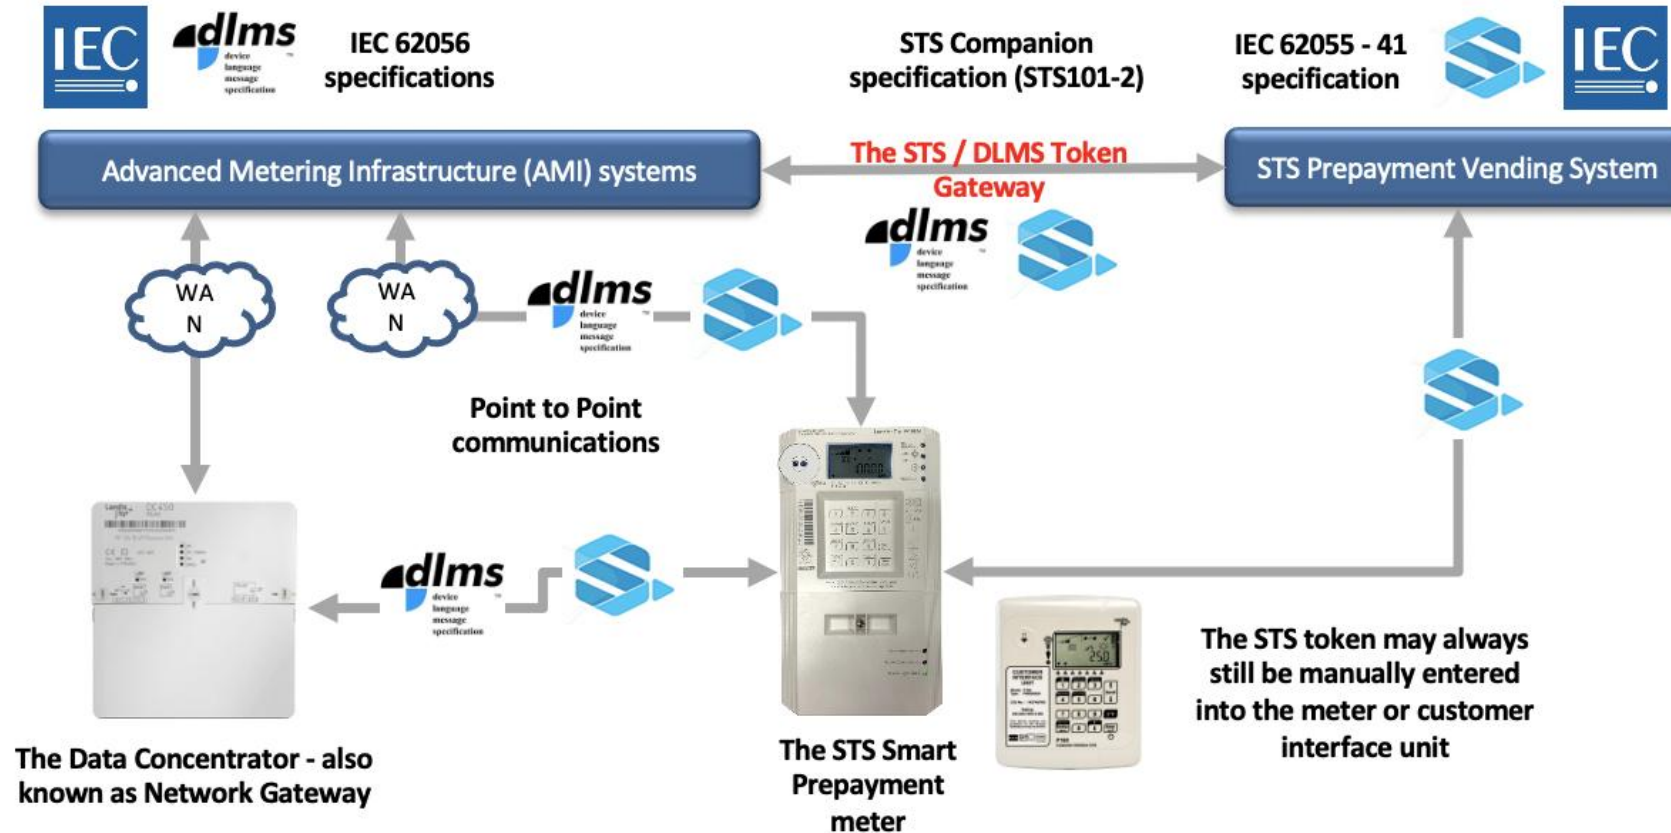 IEC
dlms
device
language
message
specification
IEC 62056
specifications
STS Companion
specification (STS101-2)
IEC 62055 - 41
specification
IEC
Advanced Metering Infrastructure (AMI) systems
The STS / DLMS Token
Gateway
STS Prepayment Vending System
dlms
device
language
message
specification
WA
N
WA
N
dlms
device
language
message
specification
Point to Point
communications
dlms
device
language
message
specification
CUSTOMER
INTERFACE
UNIT
The STS token may always
still be manually entered
into the meter or customer
interface unit
The Data Concentrator - also
known as Network Gateway
The STS Smart
Prepayment
meter